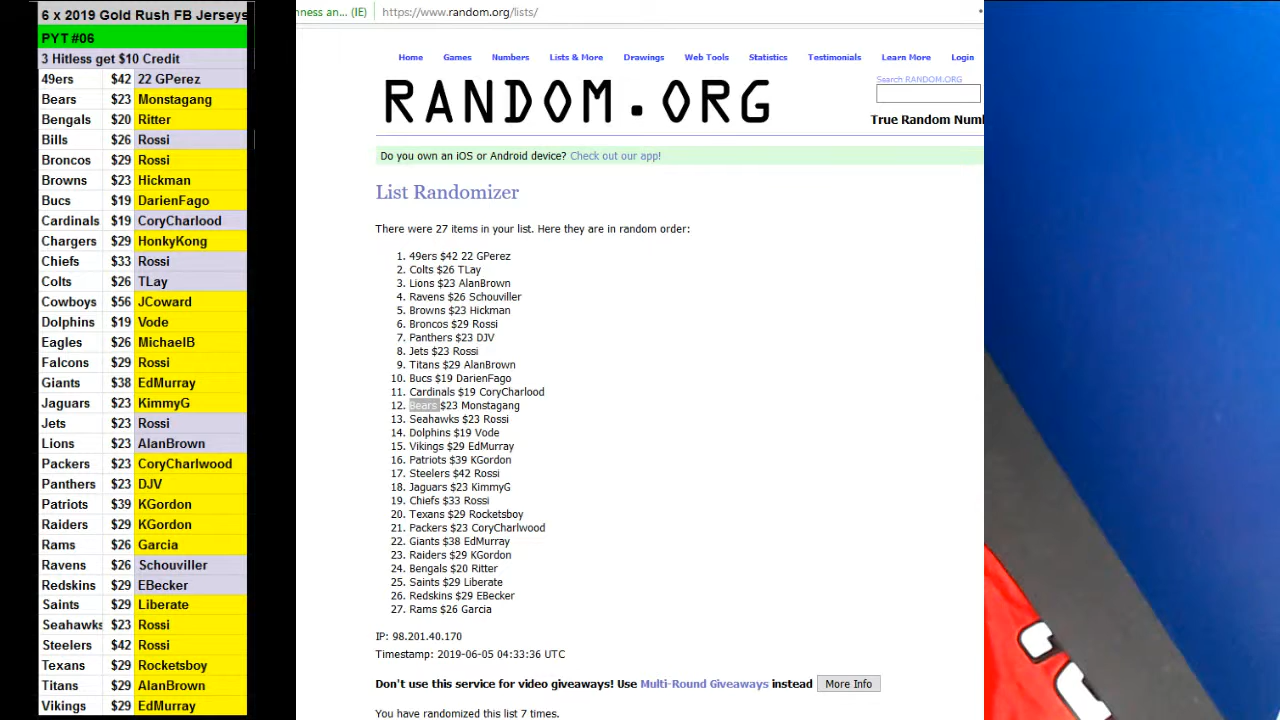 6 x 2019 Gold Rush FB Jerseys
PYT #06
3 Hitless get $10 Credit
49ers $42 22 GPerez
Bears $23 Monstagang
Bengals $20 Ritter
Bills $26 Rossi
Broncos $29 Rossi
Browns $23 Hickman
Bucs $19 DarienFago
Cardinals $19 CoryCharlood
Chargers $29 HonkyKong
Chiefs $33 Rossi
Colts $26 TLay
Cowboys $56 JCoward
Dolphins $19 Vode
Eagles $26 MichaelB
Falcons $29 Rossi
Giants $38 EdMurray
Jaguars $23 KimmyG
Jets $23 Rossi
Lions $23 AlanBrown
Packers $23 CoryCharlwood
Panthers $23 DJV
Patriots $39 KGordon
Raiders $29 KGordon
Rams $26 Garcia
Ravens $26 Schouviller
Redskins $29 EBecker
Saints $29 Liberate
Seahawks $23 Rossi
Steelers $42 Rossi
Texans $29 Rocketsboy
Titans $29 AlanBrown
Vikings $29 EdMurray
nness an... (IE) https://www.random.org/lists/
Home Games Numbers Lists & More Drawings Web Tools Statistics Testimonials Learn More Login
Search RANDOM.ORG
RANDOM.ORG
True Random Numb
Do you own an iOS or Android device? Check out our app!
List Randomizer
There were 27 items in your list. Here they are in random order:
1. 49ers $42 22 GPerez
2. Colts $26 TLay
3. Lions $23 AlanBrown
4. Ravens $26 Schouviller
5. Browns $23 Hickman
6. Broncos $29 Rossi
7. Panthers $23 DJV
8. Jets $23 Rossi
9. Titans $29 AlanBrown
10. Bucs $19 DarienFago
11. Cardinals $19 CoryCharlood
12. Bears $23 Monstagang
13. Seahawks $23 Rossi
14. Dolphins $19 Vode
15. Vikings $29 EdMurray
16. Patriots $39 KGordon
17. Steelers $42 Rossi
18. Jaguars $23 KimmyG
19. Chiefs $33 Rossi
20. Texans $29 Rocketsboy
21. Packers $23 CoryCharlwood
22. Giants $38 EdMurray
23. Raiders $29 KGordon
24. Bengals $20 Ritter
25. Saints $29 Liberate
26. Redskins $29 EBecker
27. Rams $26 Garcia
IP: 98.201.40.170
Timestamp: 2019-06-05 04:33:36 UTC
Don't use this service for video giveaways! Use Multi-Round Giveaways instead More Info
You have randomized this list 7 times.